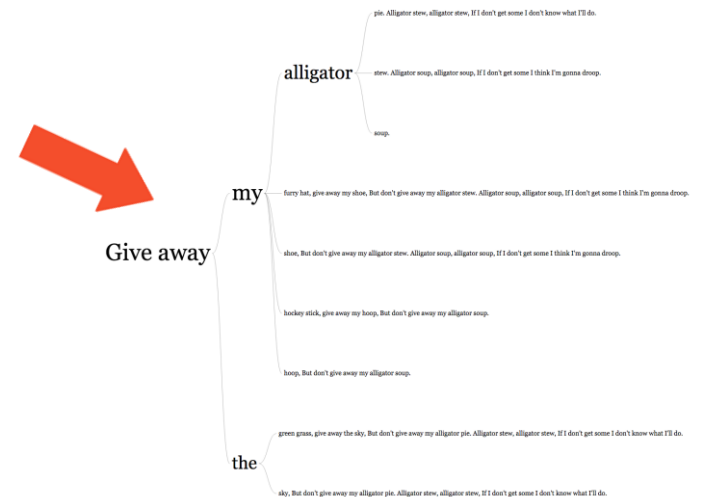 pie. Alligator stew, alligator stew, If I don't get some I don't know what I'll do.
alligator
stew. Alligator soup, alligator soup, If I don't get some I think I'm gonna droop.
soup.
my
furry hat, give away my shoe, But don't give away my alligator stew. Alligator soup, alligator soup, If I don't get some I think I'm gonna droop.
Give away
shoe, But don't give away my alligator stew. Alligator soup, alligator soup, If I don't get some I think I'm gonna droop.
hockey stick, give away my hoop, But don't give away my alligator soup.
hoop, But don't give away my alligator soup.
green grass, give away the sky, But don't give away my alligator pie. Alligator stew, alligator stew, If I don't get some I don't know what I'll do.
the
sky, But don't give away my alligator pie. Alligator stew, alligator stew, If I don't get some I don't know what I'll do.